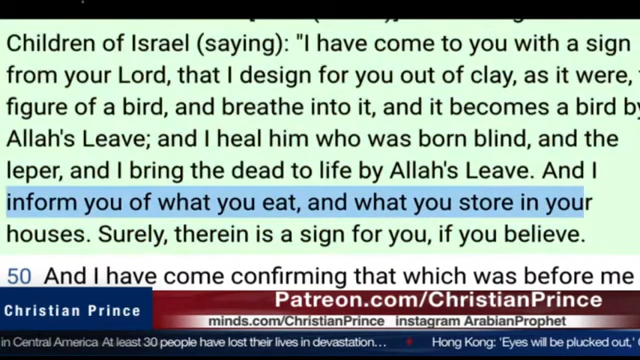 Children of Israel (saying): "I have come to you with a sign
from your Lord, that I design for you out of clay, as it were,
figure of a bird, and breathe into it, and it becomes a bird by
Allah's Leave; and I heal him who was born blind, and the
leper, and I bring the dead to life by Allah's Leave. And I
inform you of what you eat, and what you store in your
houses. Surely, therein is a sign for you, if you believe.
50 And I have come confirming that which was before me
Christian Prince
Patreon.com/ChristianPrince
minds.com/ChristianPrince instagram ArabianProphet
in Central America At least 30 people have lost their lives in devastation... Hong Kong: 'Eyes will be plucked out,'